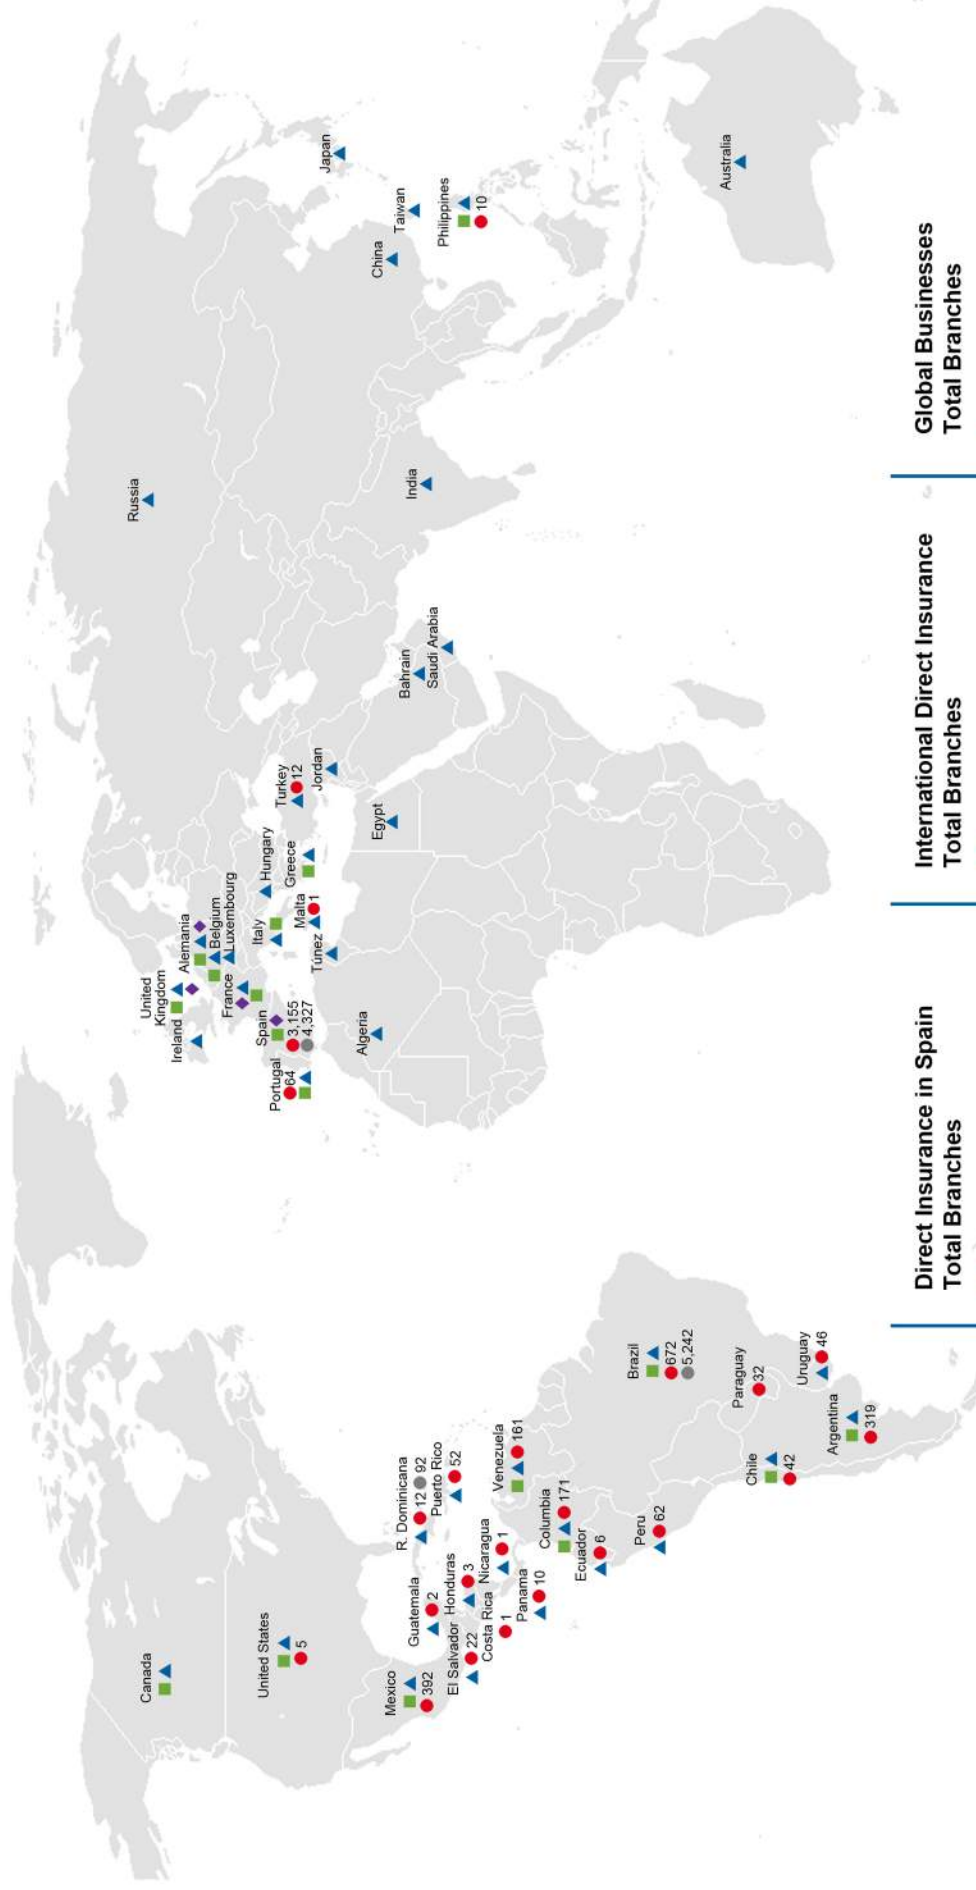 Canada
United States
5
Mexico
392
Guatemala
2
El Salvador
22
Honduras
3
Costa Rica
1
Nicaragua
1
Panama
10
R. Dominicana
12
92
Puerto Rico
52
Venezuela
161
Columbia
171
Ecuador
6
Peru
62
Brazil
672
5,242
Paraguay
32
Chile
42
Argentina
319
Uruguay
46
Ireland
United
Kingdom
Alemania
Belgium
Luxembourg
France
Spain
3,155
4,327
Portugal
64
Italy
Hungary
Malta
1
Greece
Turkey
12
Túnez
Algeria
Egypt
Jordan
Bahrain
Saudi Arabia
Russia
India
China
Taiwan
Japan
Philippines
10
Australia
Direct Insurance in Spain
Total Branches
International Direct Insurance
Total Branches
Global Businesses
Total Branches